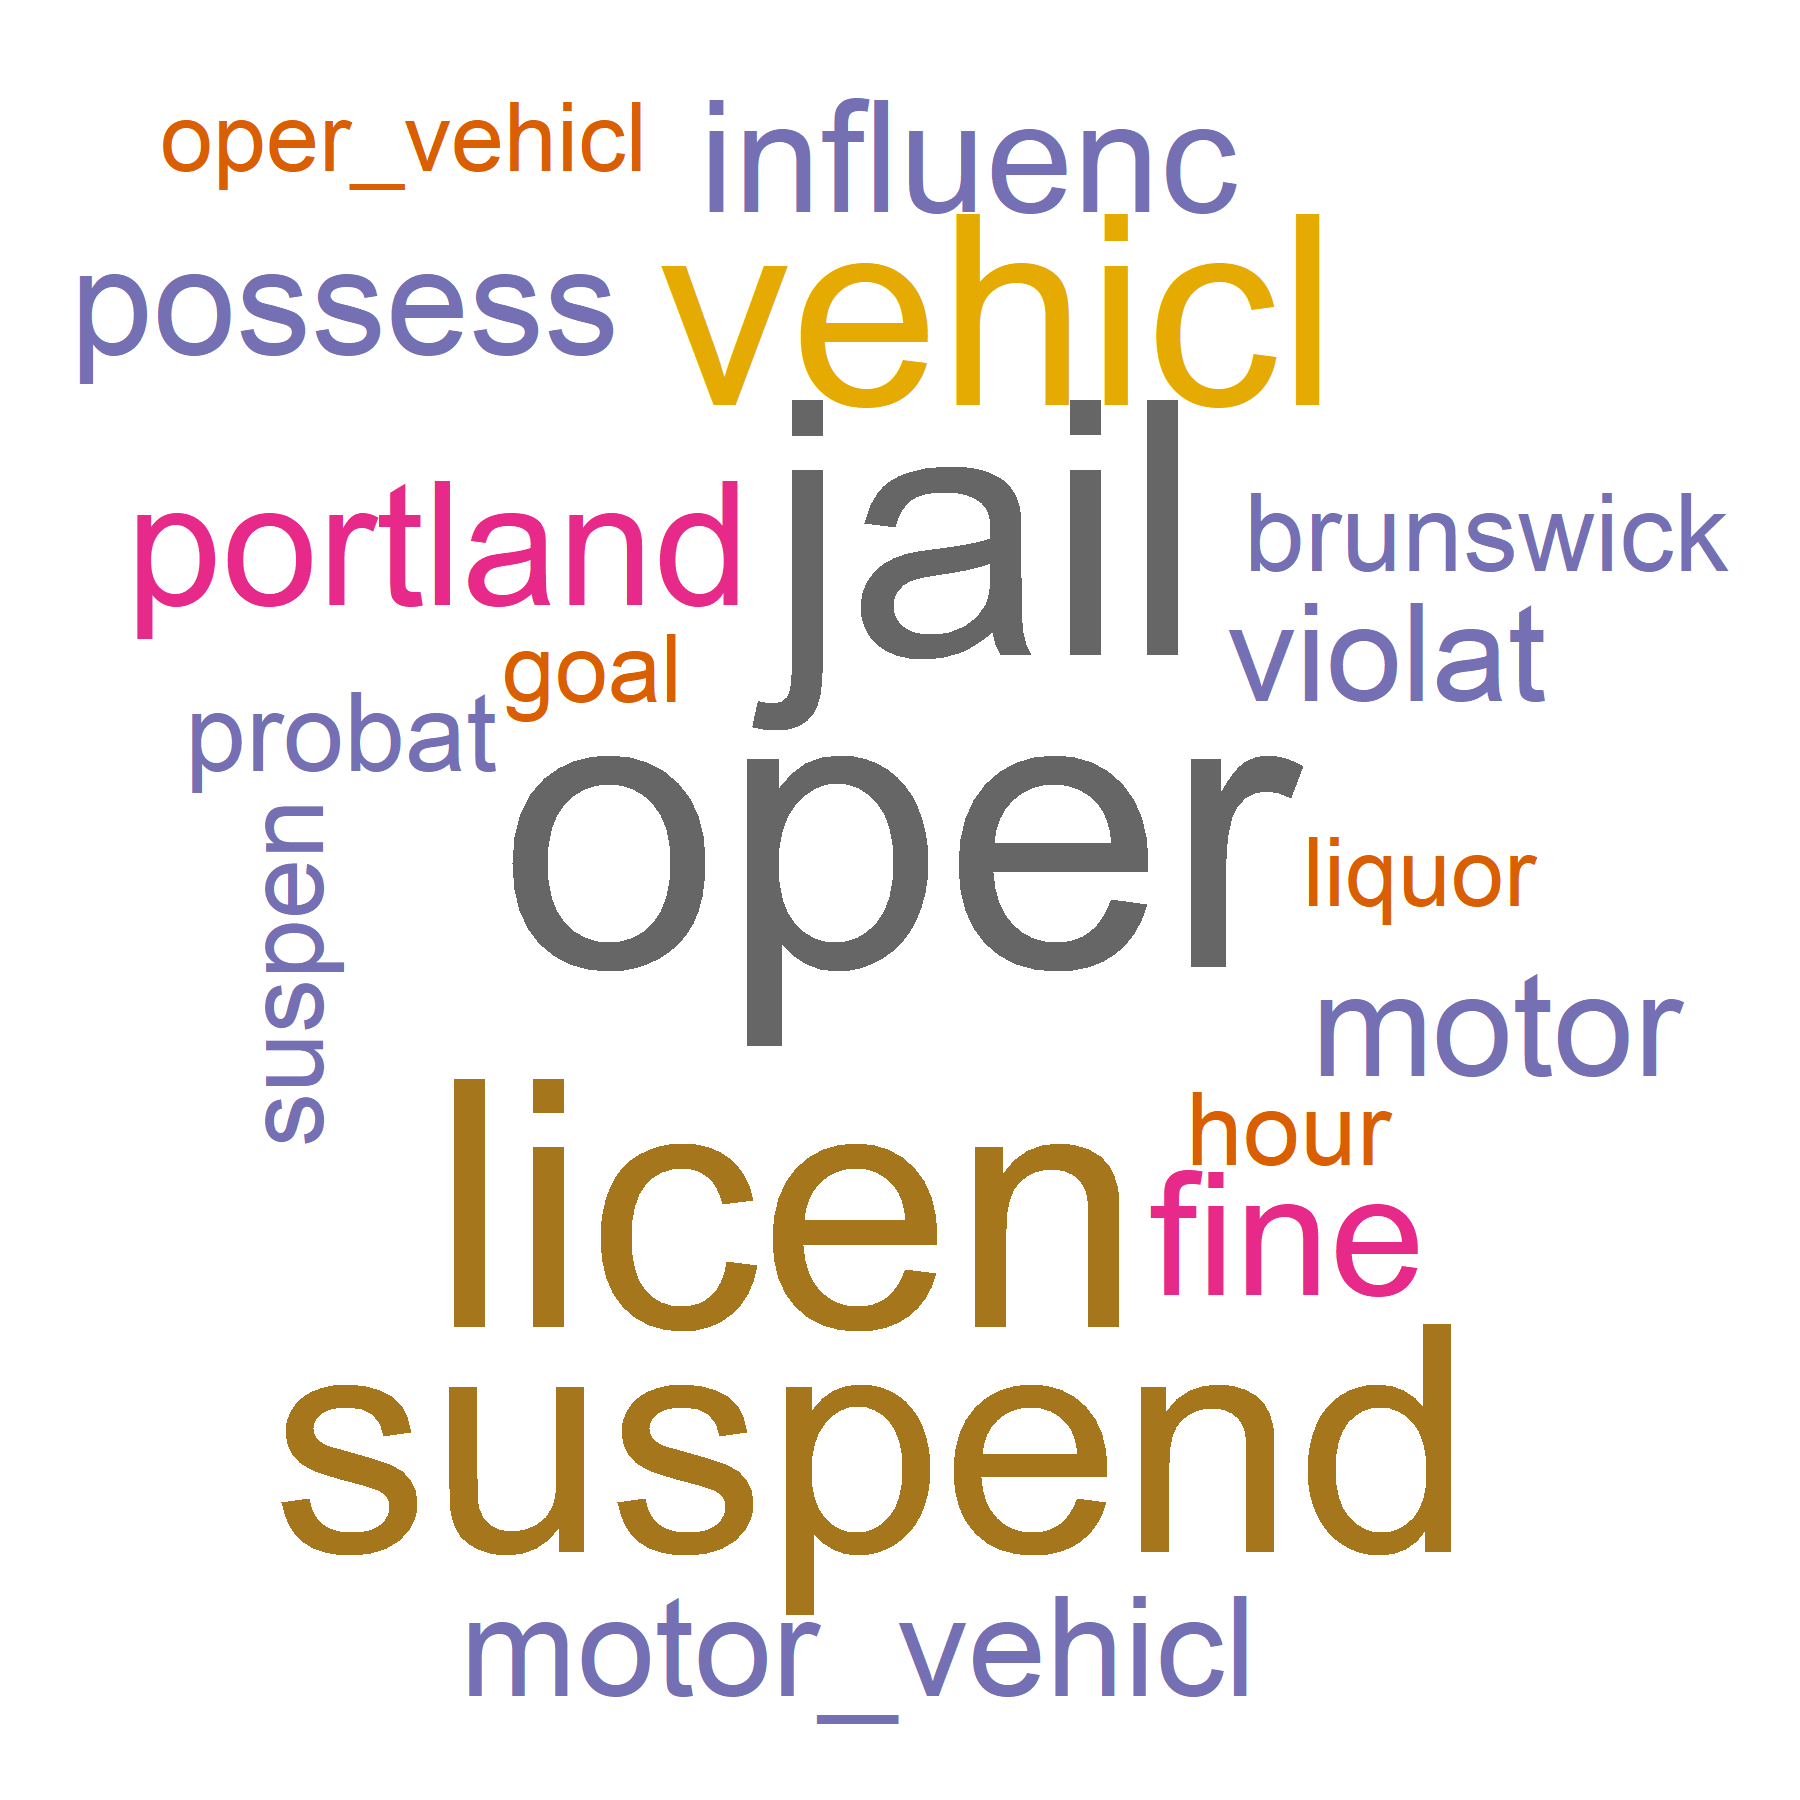 oper_vehicl
influenc
possess
vehicl
jail
portland
brunswick
violat
goal
probat
oper
suspen
liquor
motor
licen
hour
fine
suspend
motor_vehicl